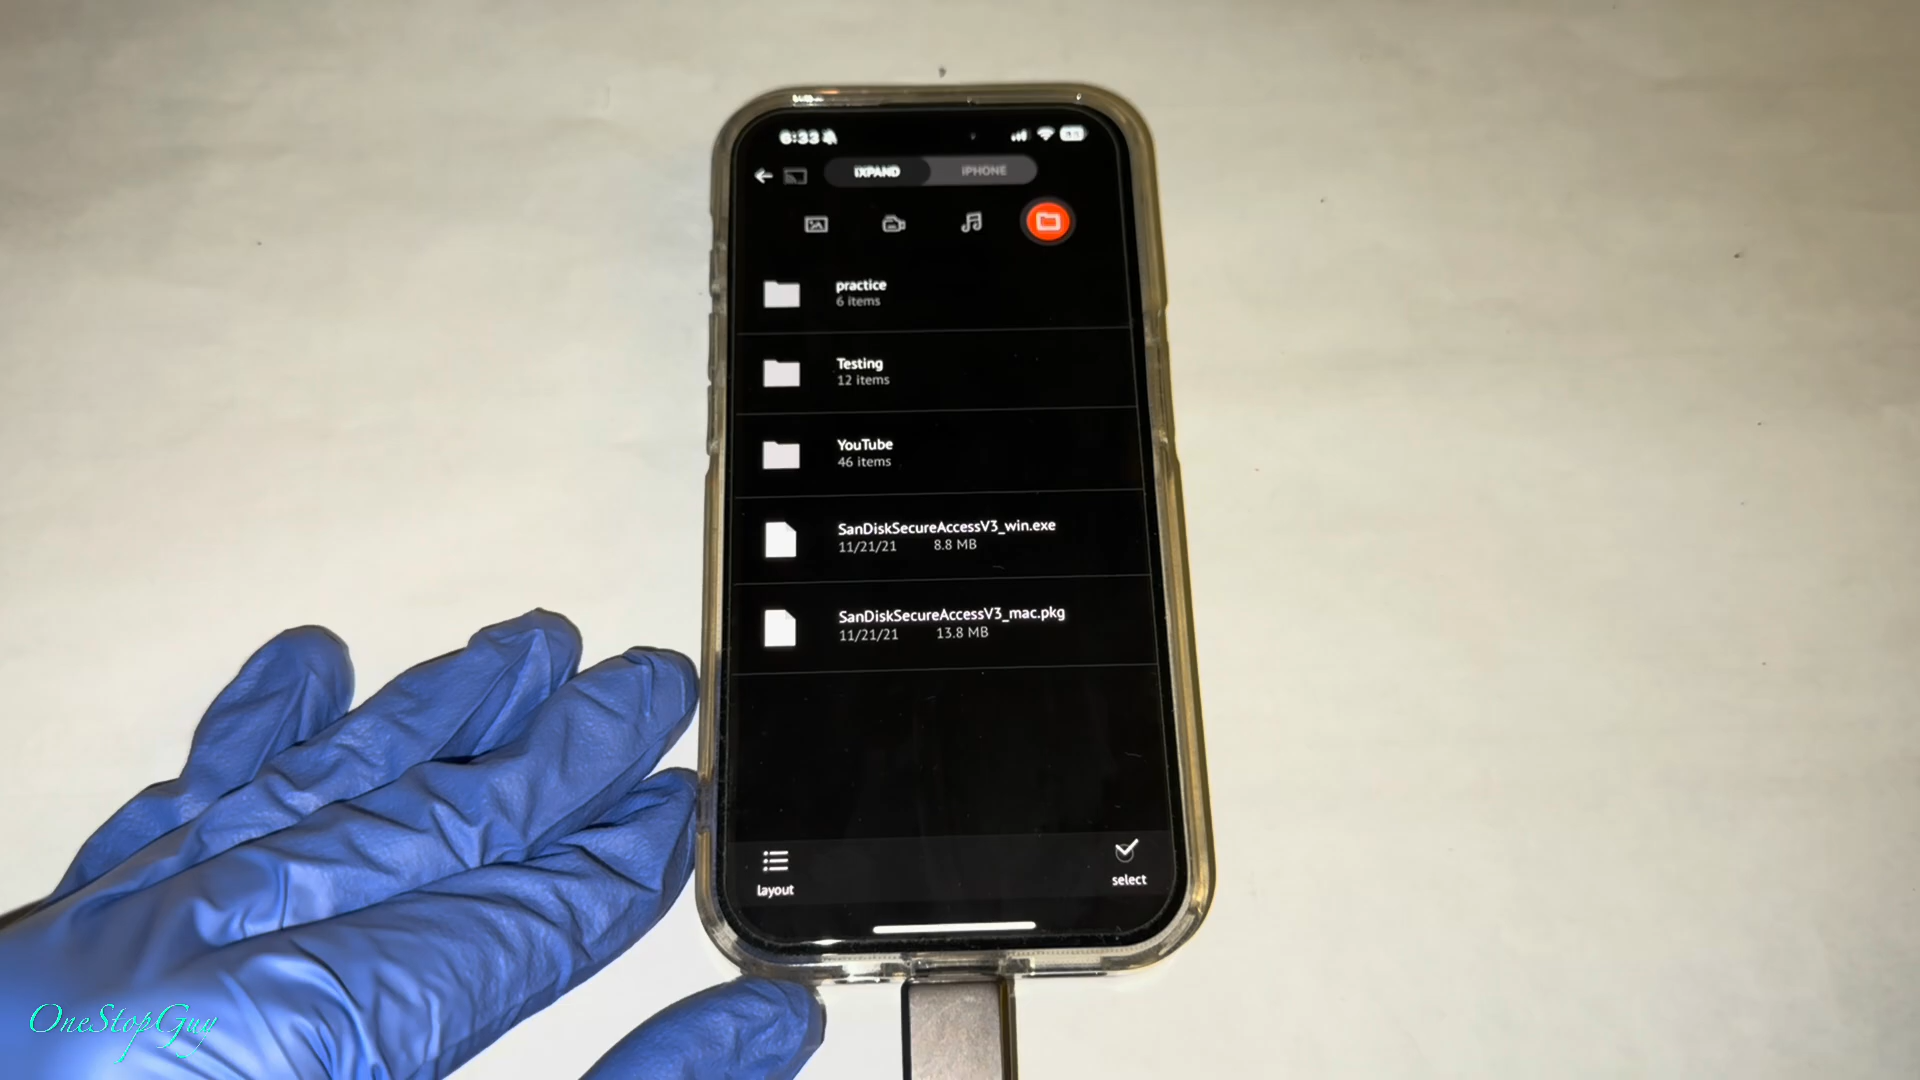 6:33
iXPAND
iPHONE
practice
6 items
Testing
12 items
YouTube
46 items
SanDiskSecureAccessV3_win.exe
11/21/21 8.8 MB
SanDiskSecureAccessV3_mac.pkg
11/21/21 13.8 MB
layout
select
OneStopGuy